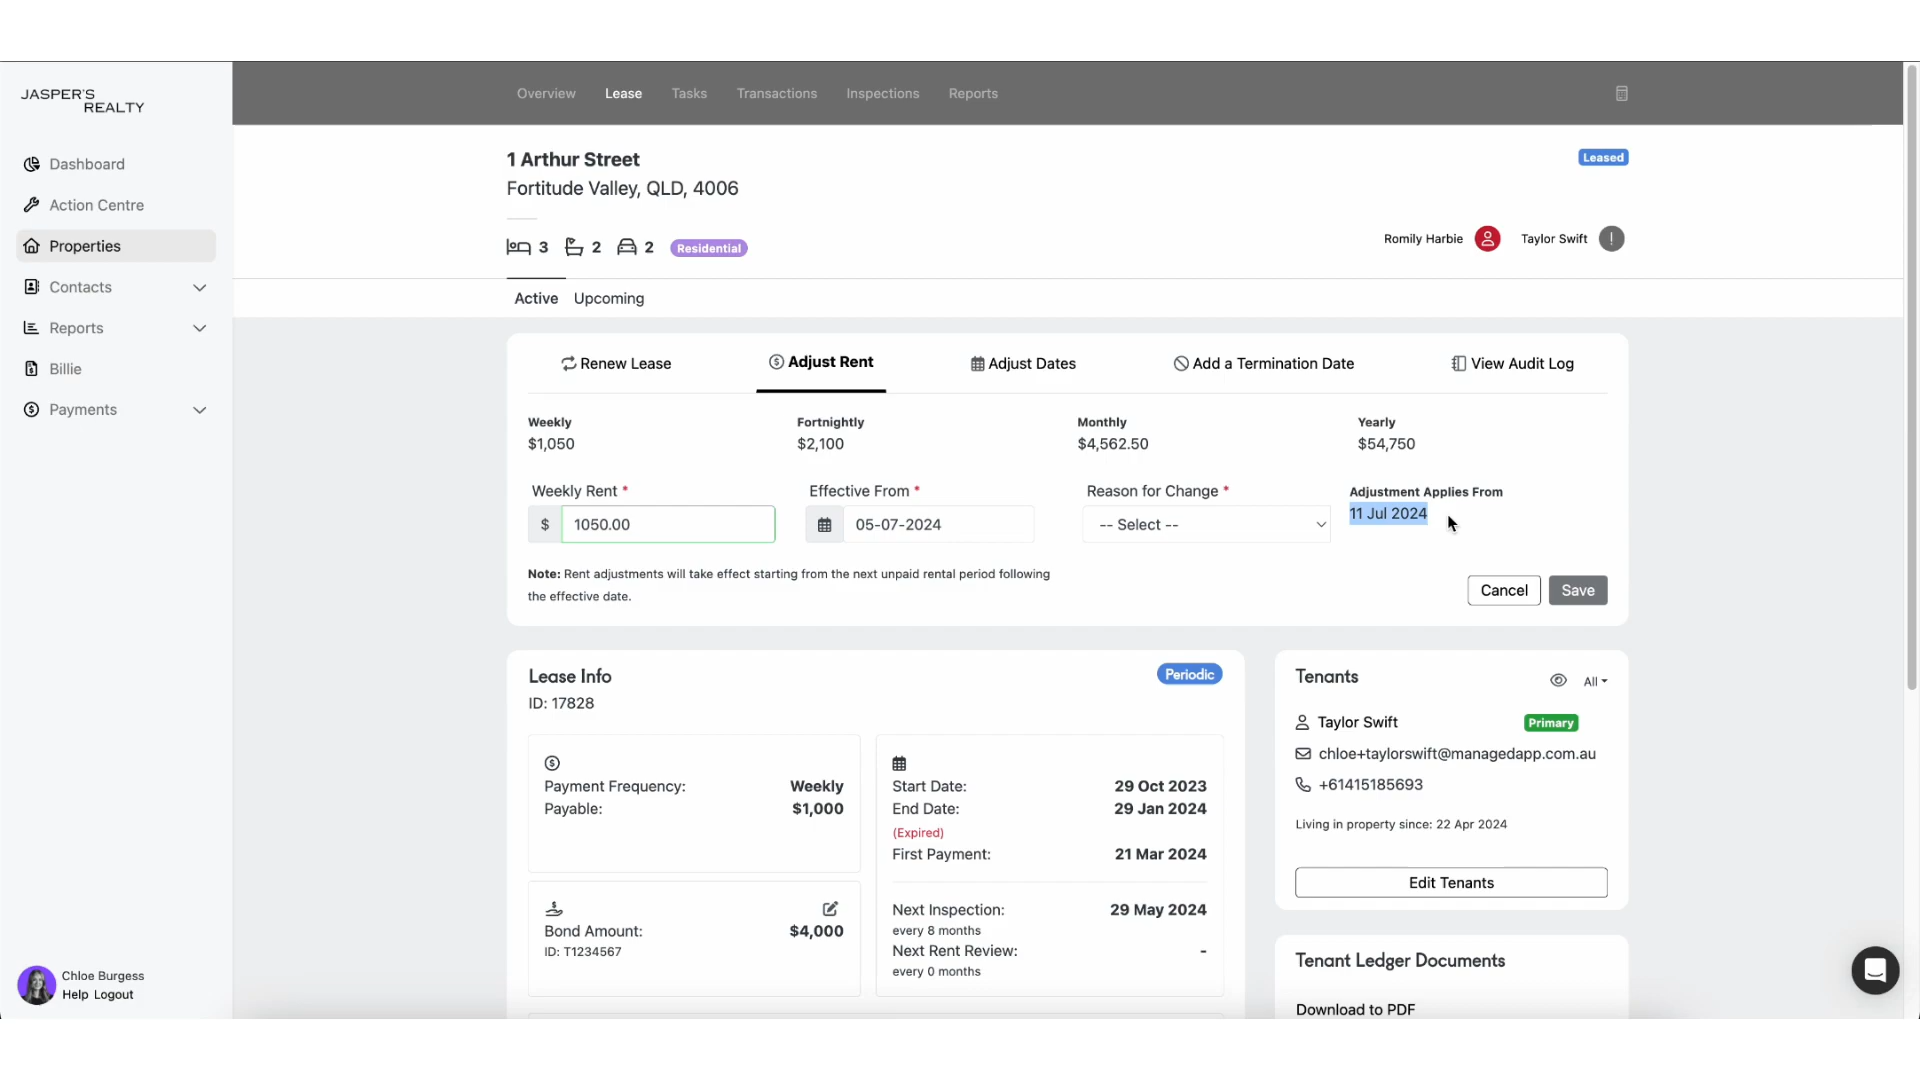 JASPER'S
REALTY
Dashboard
Action Centre
Properties
Contacts
Reports
Billie
Payments
Chloe Burgess
Help Logout
Overview Lease Tasks Transactions Inspections Reports
1 Arthur Street
Leased
Fortitude Valley, QLD, 4006
3 2 2 Residential
Romily Harbie Taylor Swift
Active Upcoming
Renew Lease Adjust Rent Adjust Dates Add a Termination Date View Audit Log
Weekly Fortnightly Monthly Yearly
$1,050 $2,100 $4,562.50 $54,750
Weekly Rent * Effective From * Reason for Change * Adjustment Applies From
$ 1050.00 05-07-2024 -- Select -- 11 Jul 2024
Note: Rent adjustments will take effect starting from the next unpaid rental period following
the effective date.
Cancel Save
Lease Info Periodic
ID: 17828
Payment Frequency: Weekly
Payable: $1,000
Bond Amount: $4,000
ID: T1234567
Start Date: 29 Oct 2023
End Date: 29 Jan 2024
(Expired)
First Payment: 21 Mar 2024
Next Inspection: 29 May 2024
every 8 months
Next Rent Review: -
every 0 months
Tenants All
Taylor Swift Primary
chloe+taylorswift@managedapp.com.au
+61415185693
Living in property since: 22 Apr 2024
Edit Tenants
Tenant Ledger Documents
Download to PDF